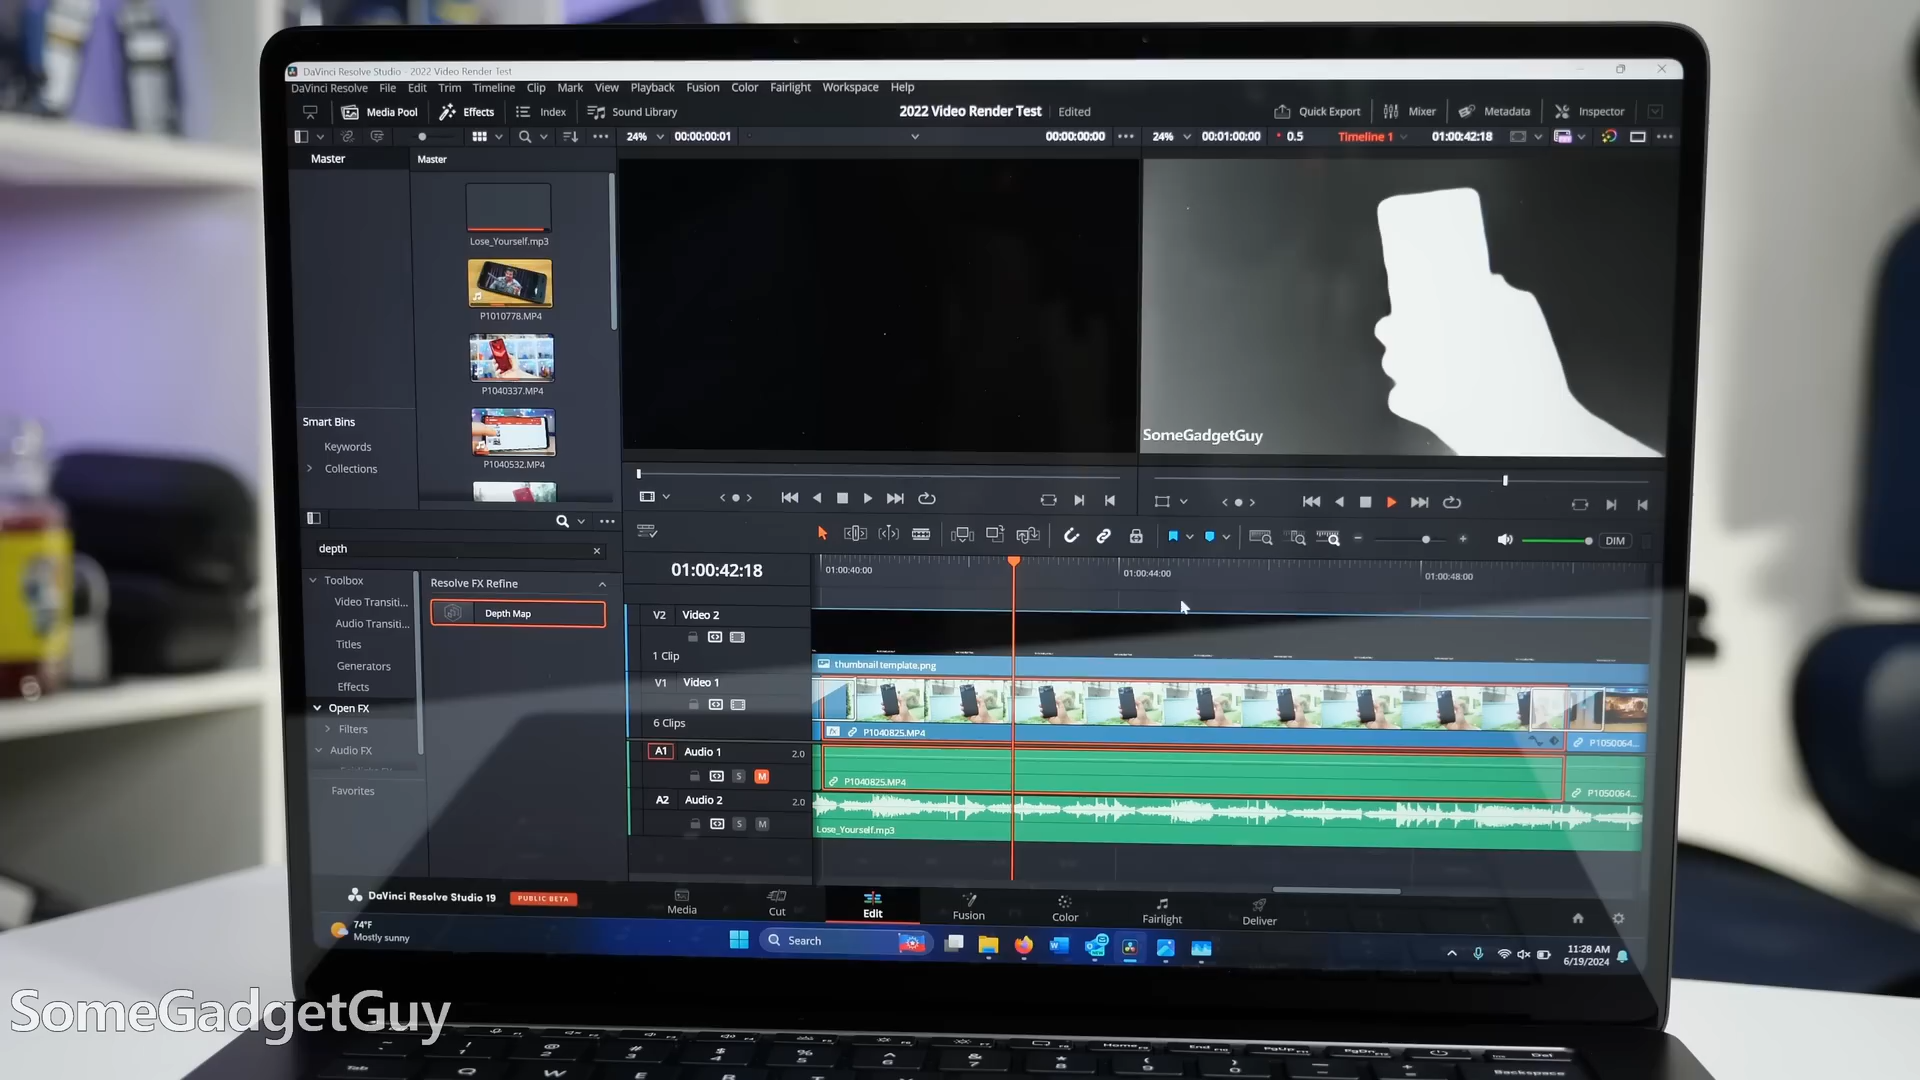 DaVinci Resolve Studio - 2022 Video Render Test
DaVinci Resolve File Edit Trim Timeline Clip Mark View Playback Fusion Color Fairlight Workspace Help
Media Pool Effects Index Sound Library 2022 Video Render Test Edited Quick Export Mixer Metadata Inspector
24% 00:00:00:01 00:00:00:00 24% 00:01:00:00 0.5 Timeline 1 01:00:42:18
Master
Master
Lose_Yourself.mp3
P1010778.MP4
P1040337.MP4
P1040532.MP4
Smart Bins
Keywords
Collections
SomeGadgetGuy
depth
DIM
Toolbox
Video Transiti...
Audio Transiti...
Titles
Generators
Effects
Open FX
Filters
Audio FX
Favorites
Resolve FX Refine
Depth Map
01:00:42:18
01:00:40:00 01:00:44:00 01:00:48:00
V2 Video 2
1 Clip
thumbnail template.png
V1 Video 1
6 Clips
P1040825.MP4
P1050064...
A1 Audio 1 2.0
S M
P1040825.MP4
P1050064...
A2 Audio 2 2.0
S M
Lose_Yourself.mp3
DaVinci Resolve Studio 19 PUBLIC BETA
Media Cut Edit Fusion Color Fairlight Deliver
74°F
Mostly sunny
Search
11:28 AM
6/19/2024
SomeGadgetGuy
Home End PgUp PgDn Del
Tab Q W E R Backspace